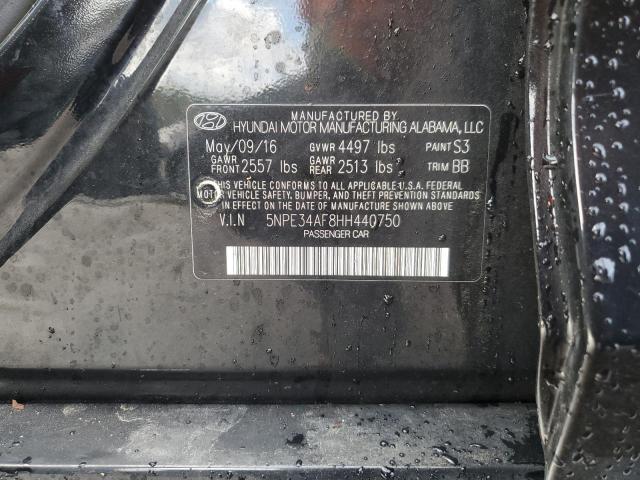 MANUFACTURED BY
HYUNDAI MOTOR MANUFACTURING ALABAMA, LLC
May/09/16 GVWR 4497 lbs PAINT S3
GAWR FRONT 2557 lbs GAWR REAR 2513 lbs TRIM BB
THIS VEHICLE CONFORMS TO ALL APPLICABLE U.S.A. FEDERAL
MOTOR VEHICLE SAFETY, BUMPER, AND THEFT PREVENTION STANDARDS
IN EFFECT ON THE DATE OF MANUFACTURE SHOWN ABOVE.
V.I.N 5NPE34AF8HH440750
PASSENGER CAR